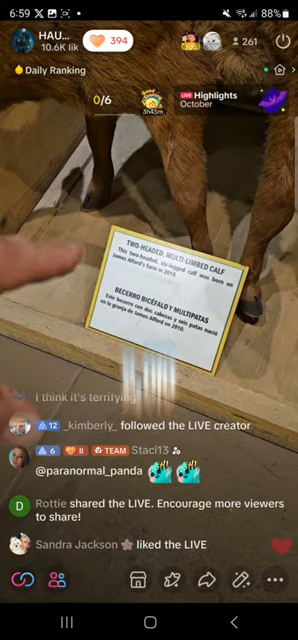 6:59
88%
HAU...
10.6K lik
394
261
Daily Ranking
0/6
3h45m
LIVE Highlights
October
TWO-HEADED, MULTI-LIMBED CALF
This two-headed, six-legged calf was born on
James Alford's farm in 2010.
BECERRO BICÉFALO Y MULTIPATAS
Este becerro con dos cabezas y seis patas nació
en la granja de James Alford en 2010.
I think it's terrifying
12 _kimberly_ followed the LIVE creator
6 II TEAM Staci13
@paranormal_panda
D Rottie shared the LIVE. Encourage more viewers
to share!
Sandra Jackson liked the LIVE